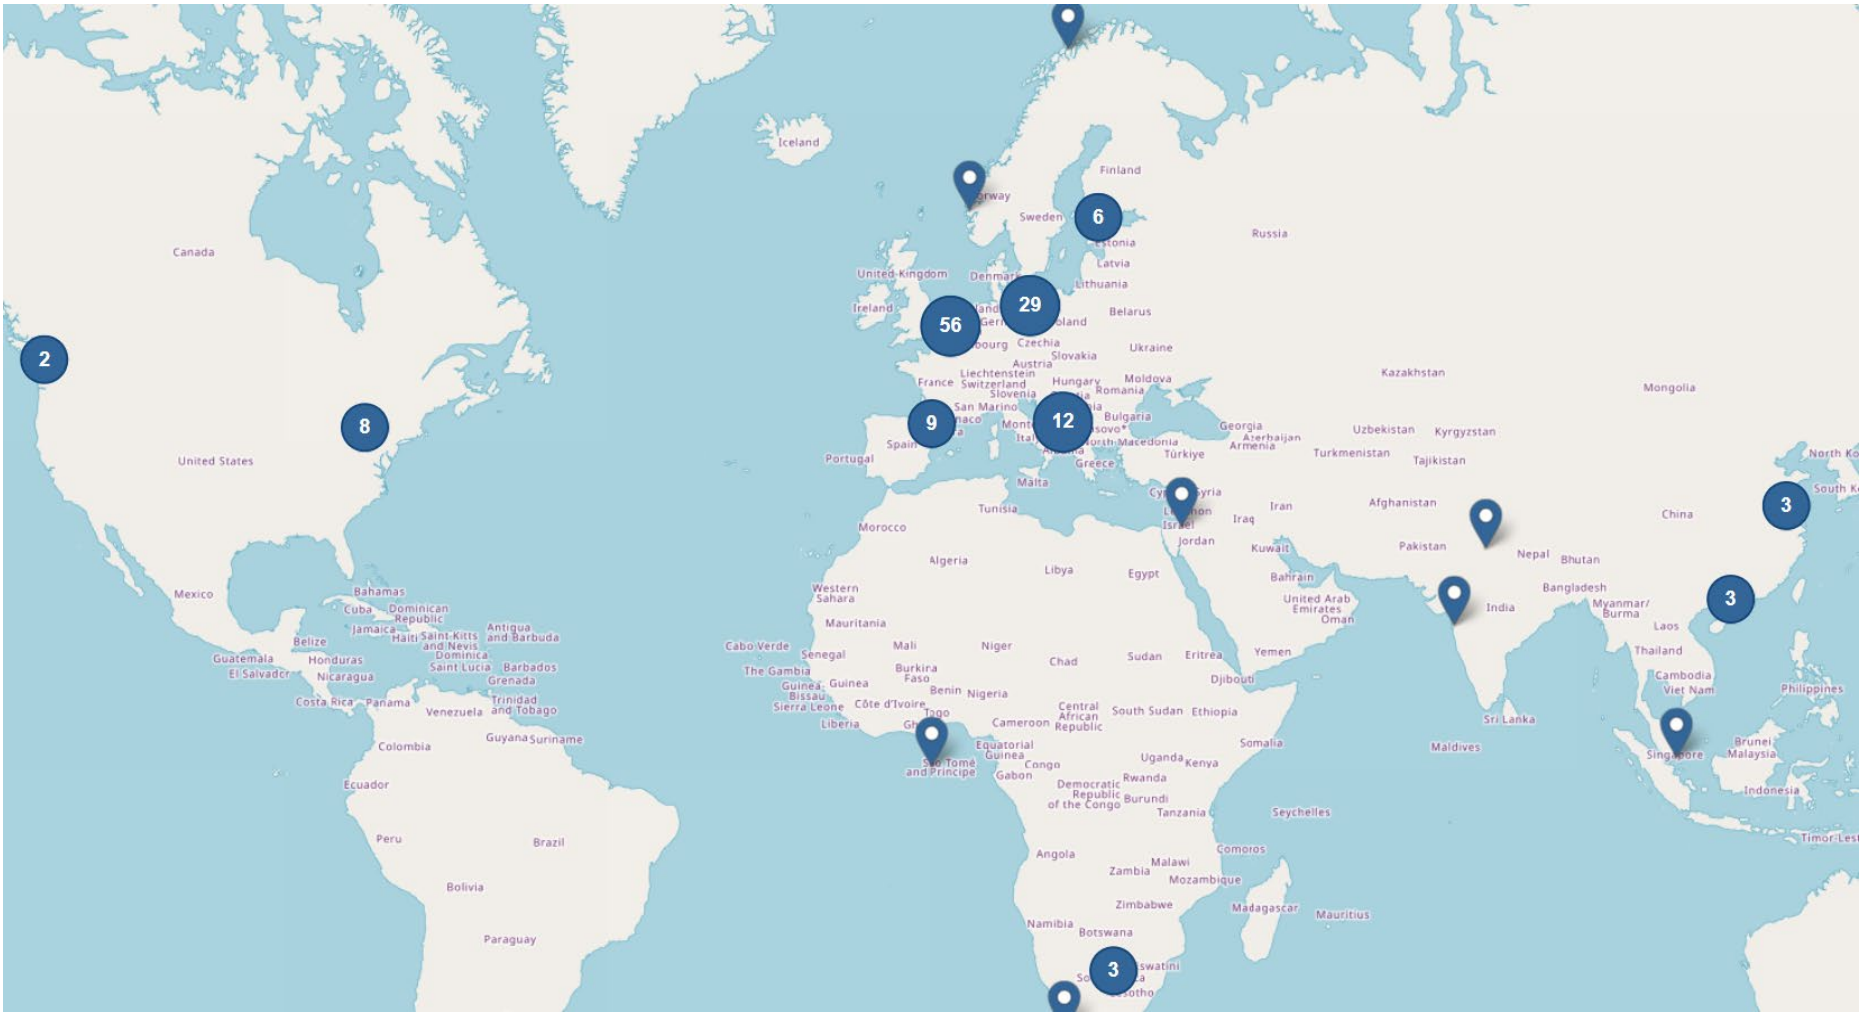 Iceland
Finland
Sweden
6
Estonia
Russia
Canada
Latvia
United Kingdom
Denmark
Lithuania
Ireland
29
56
Belarus
Czechia
Ukraine
Slovakia
2
Austria
Liechtenstein
Kazakhstan
France
Switzerland
Hungary
Moldova
Mongolia
Slovenia
Romania
San Marino
9
12
Bulgaria
8
Georgia
Uzbekistan
Kyrgyzstan
Azerbaijan
Armenia
Spain
North Macedonia
Türkiye
Turkmenistan
Tajikistan
North Ko
United States
Portugal
Greece
Malta
Syria
South K
3
Afghanistan
Iran
Tunisia
China
Iraq
Israel
Morocco
Jordan
Kuwait
Pakistan
Nepal
Bhutan
Algeria
Libya
Egypt
Bahrain
Bangladesh
Mexico
Bahamas
Western
Sahara
United Arab
Emirates
Oman
India
Myanmar/
Burma
3
Cuba
Dominican
Republic
Jamaica
Haiti
Saint Kitts
and Nevis
Antigua
and Barbuda
Mauritania
Laos
Belize
Cabo Verde
Mali
Niger
Senegal
Chad
Sudan
Eritrea
Yemen
Thailand
Guatemala
Honduras
Dominica
Saint Lucia
Barbados
El Salvador
Nicaragua
Grenada
The Gambia
Burkina
Faso
Djibouti
Cambodia
Guinea-
Bissau
Guinea
Benin
Nigeria
Viet Nam
Philippines
Costa Rica
Panama
Venezuela
Trinidad
and Tobago
Sierra Leone
Côte d'Ivoire
Togo
Central
African
Republic
South Sudan
Ethiopia
Liberia
Cameroon
Sri Lanka
Colombia
Guyana
Suriname
Equatorial
Guinea
Somalia
Maldives
Singapore
Brunei
Malaysia
São Tomé
and Príncipe
Gabon
Congo
Uganda
Kenya
Ecuador
Democratic
Republic
of the Congo
Rwanda
Burundi
Tanzania
Indonesia
Seychelles
Peru
Brazil
Timor-Lest
Angola
Comoros
Zambia
Malawi
Mozambique
Bolivia
Zimbabwe
Madagascar
Mauritius
Namibia
Botswana
Paraguay
3
swatini
esotho